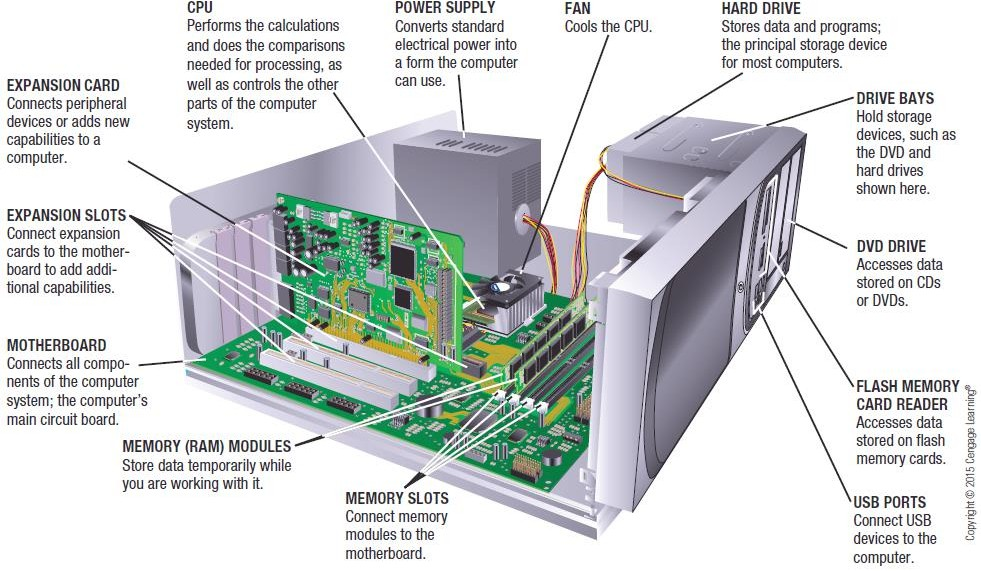 CPU
Performs the calculations
and does the comparisons
needed for processing, as
well as controls the other
parts of the computer
system.
POWER SUPPLY
Converts standard
electrical power into
a form the computer
can use.
FAN
Cools the CPU.
HARD DRIVE
Stores data and programs;
the principal storage device
for most computers.
EXPANSION CARD
Connects peripheral
devices or adds new
capabilities to a
computer.
DRIVE BAYS
Hold storage
devices, such as
the DVD and
hard drives
shown here.
EXPANSION SLOTS
Connect expansion
cards to the mother-
board to add addi-
tional capabilities.
DVD DRIVE
Accesses data
stored on CDs
or DVDs.
MOTHERBOARD
Connects all compo-
nents of the computer
system; the computer’s
main circuit board.
FLASH MEMORY
CARD READER
Accesses data
stored on flash
memory cards.
MEMORY (RAM) MODULES
Store data temporarily while
you are working with it.
MEMORY SLOTS
Connect memory
modules to the
motherboard.
USB PORTS
Connect USB
devices to the
computer.
Copyright © 2015 Cengage Learning®